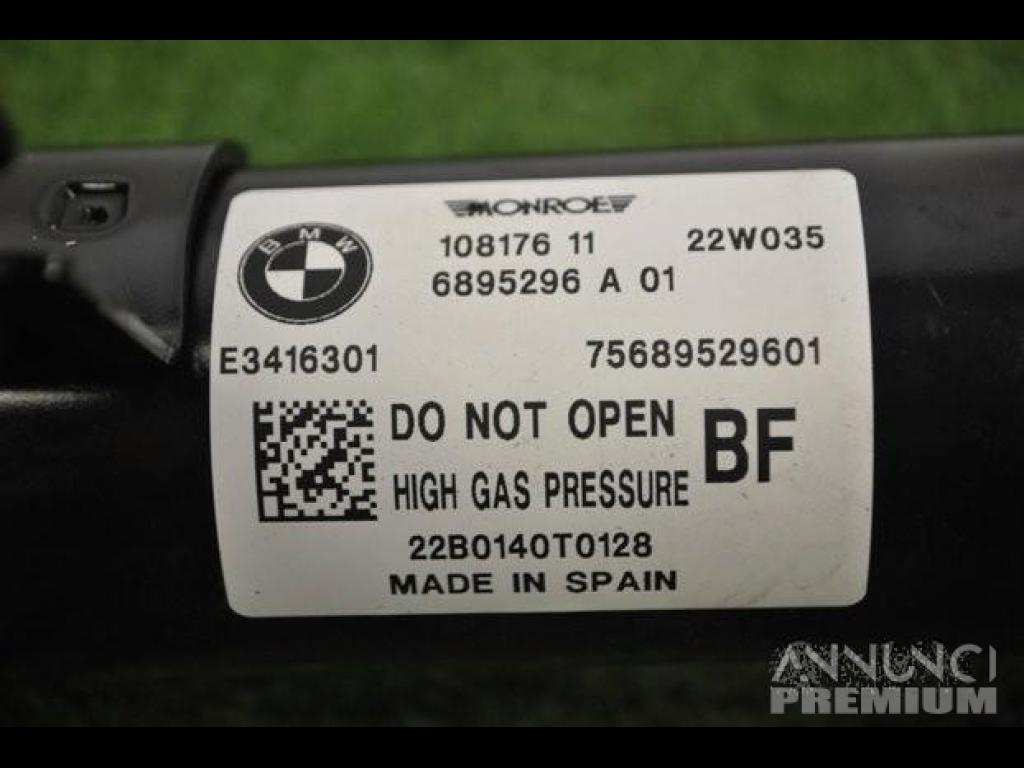 MONROE
BMW
108176 11 22W035
6895296 A 01
E3416301 75689529601
DO NOT OPEN BF
HIGH GAS PRESSURE
22B0140T0128
MADE IN SPAIN
ANNUNCI
PREMIUM